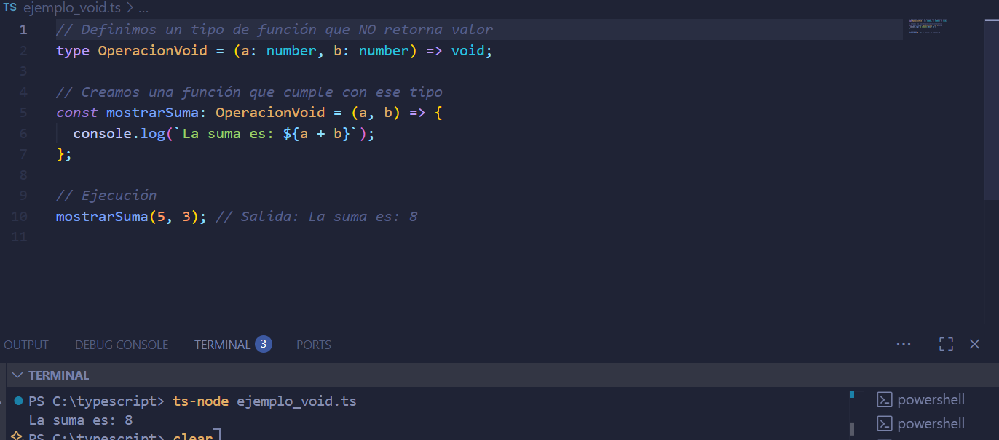 TS ejemplo_void.ts > ...
1 // Definimos un tipo de función que NO retorna valor
2 type OperacionVoid = (a: number, b: number) => void;
3
4 // Creamos una función que cumple con ese tipo
5 const mostrarSuma: OperacionVoid = (a, b) => {
6 console.log(`La suma es: ${a + b}`);
7 };
8
9 // Ejecución
10 mostrarSuma(5, 3); // Salida: La suma es: 8
11
OUTPUT DEBUG CONSOLE TERMINAL 3 PORTS ...
TERMINAL
PS C:\typescript> ts-node ejemplo_void.ts
La suma es: 8
PS C:\typescript> clear
powershell
powershell